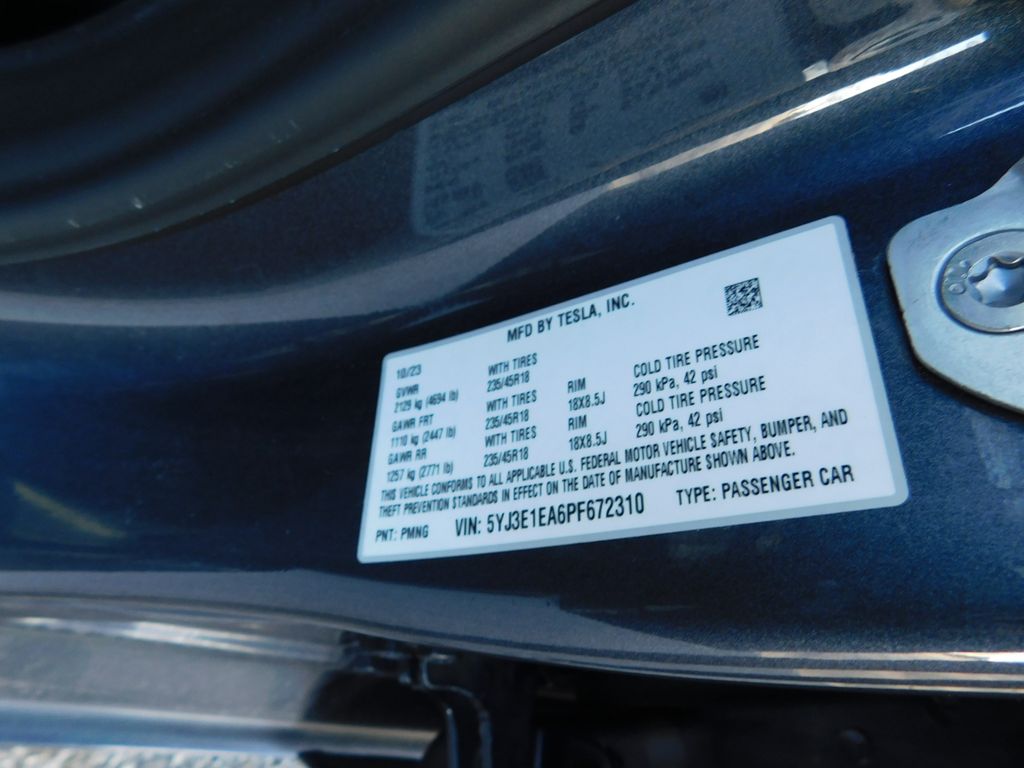 MFD BY TESLA, INC.
10/23
GVWR WITH TIRES COLD TIRE PRESSURE
2129 kg (4694 lb) 235/45R18 RIM 290 kPa, 42 psi
GAWR FRT WITH TIRES 18X8.5J COLD TIRE PRESSURE
1110 kg (2447 lb) 235/45R18 RIM 290 kPa, 42 psi
GAWR RR WITH TIRES 18X8.5J
1257 kg (2771 lb) 235/45R18
THIS VEHICLE CONFORMS TO ALL APPLICABLE U.S. FEDERAL MOTOR VEHICLE SAFETY, BUMPER, AND
THEFT PREVENTION STANDARDS IN EFFECT ON THE DATE OF MANUFACTURE SHOWN ABOVE.
PNT: PMNG VIN: 5YJ3E1EA6PF672310 TYPE: PASSENGER CAR